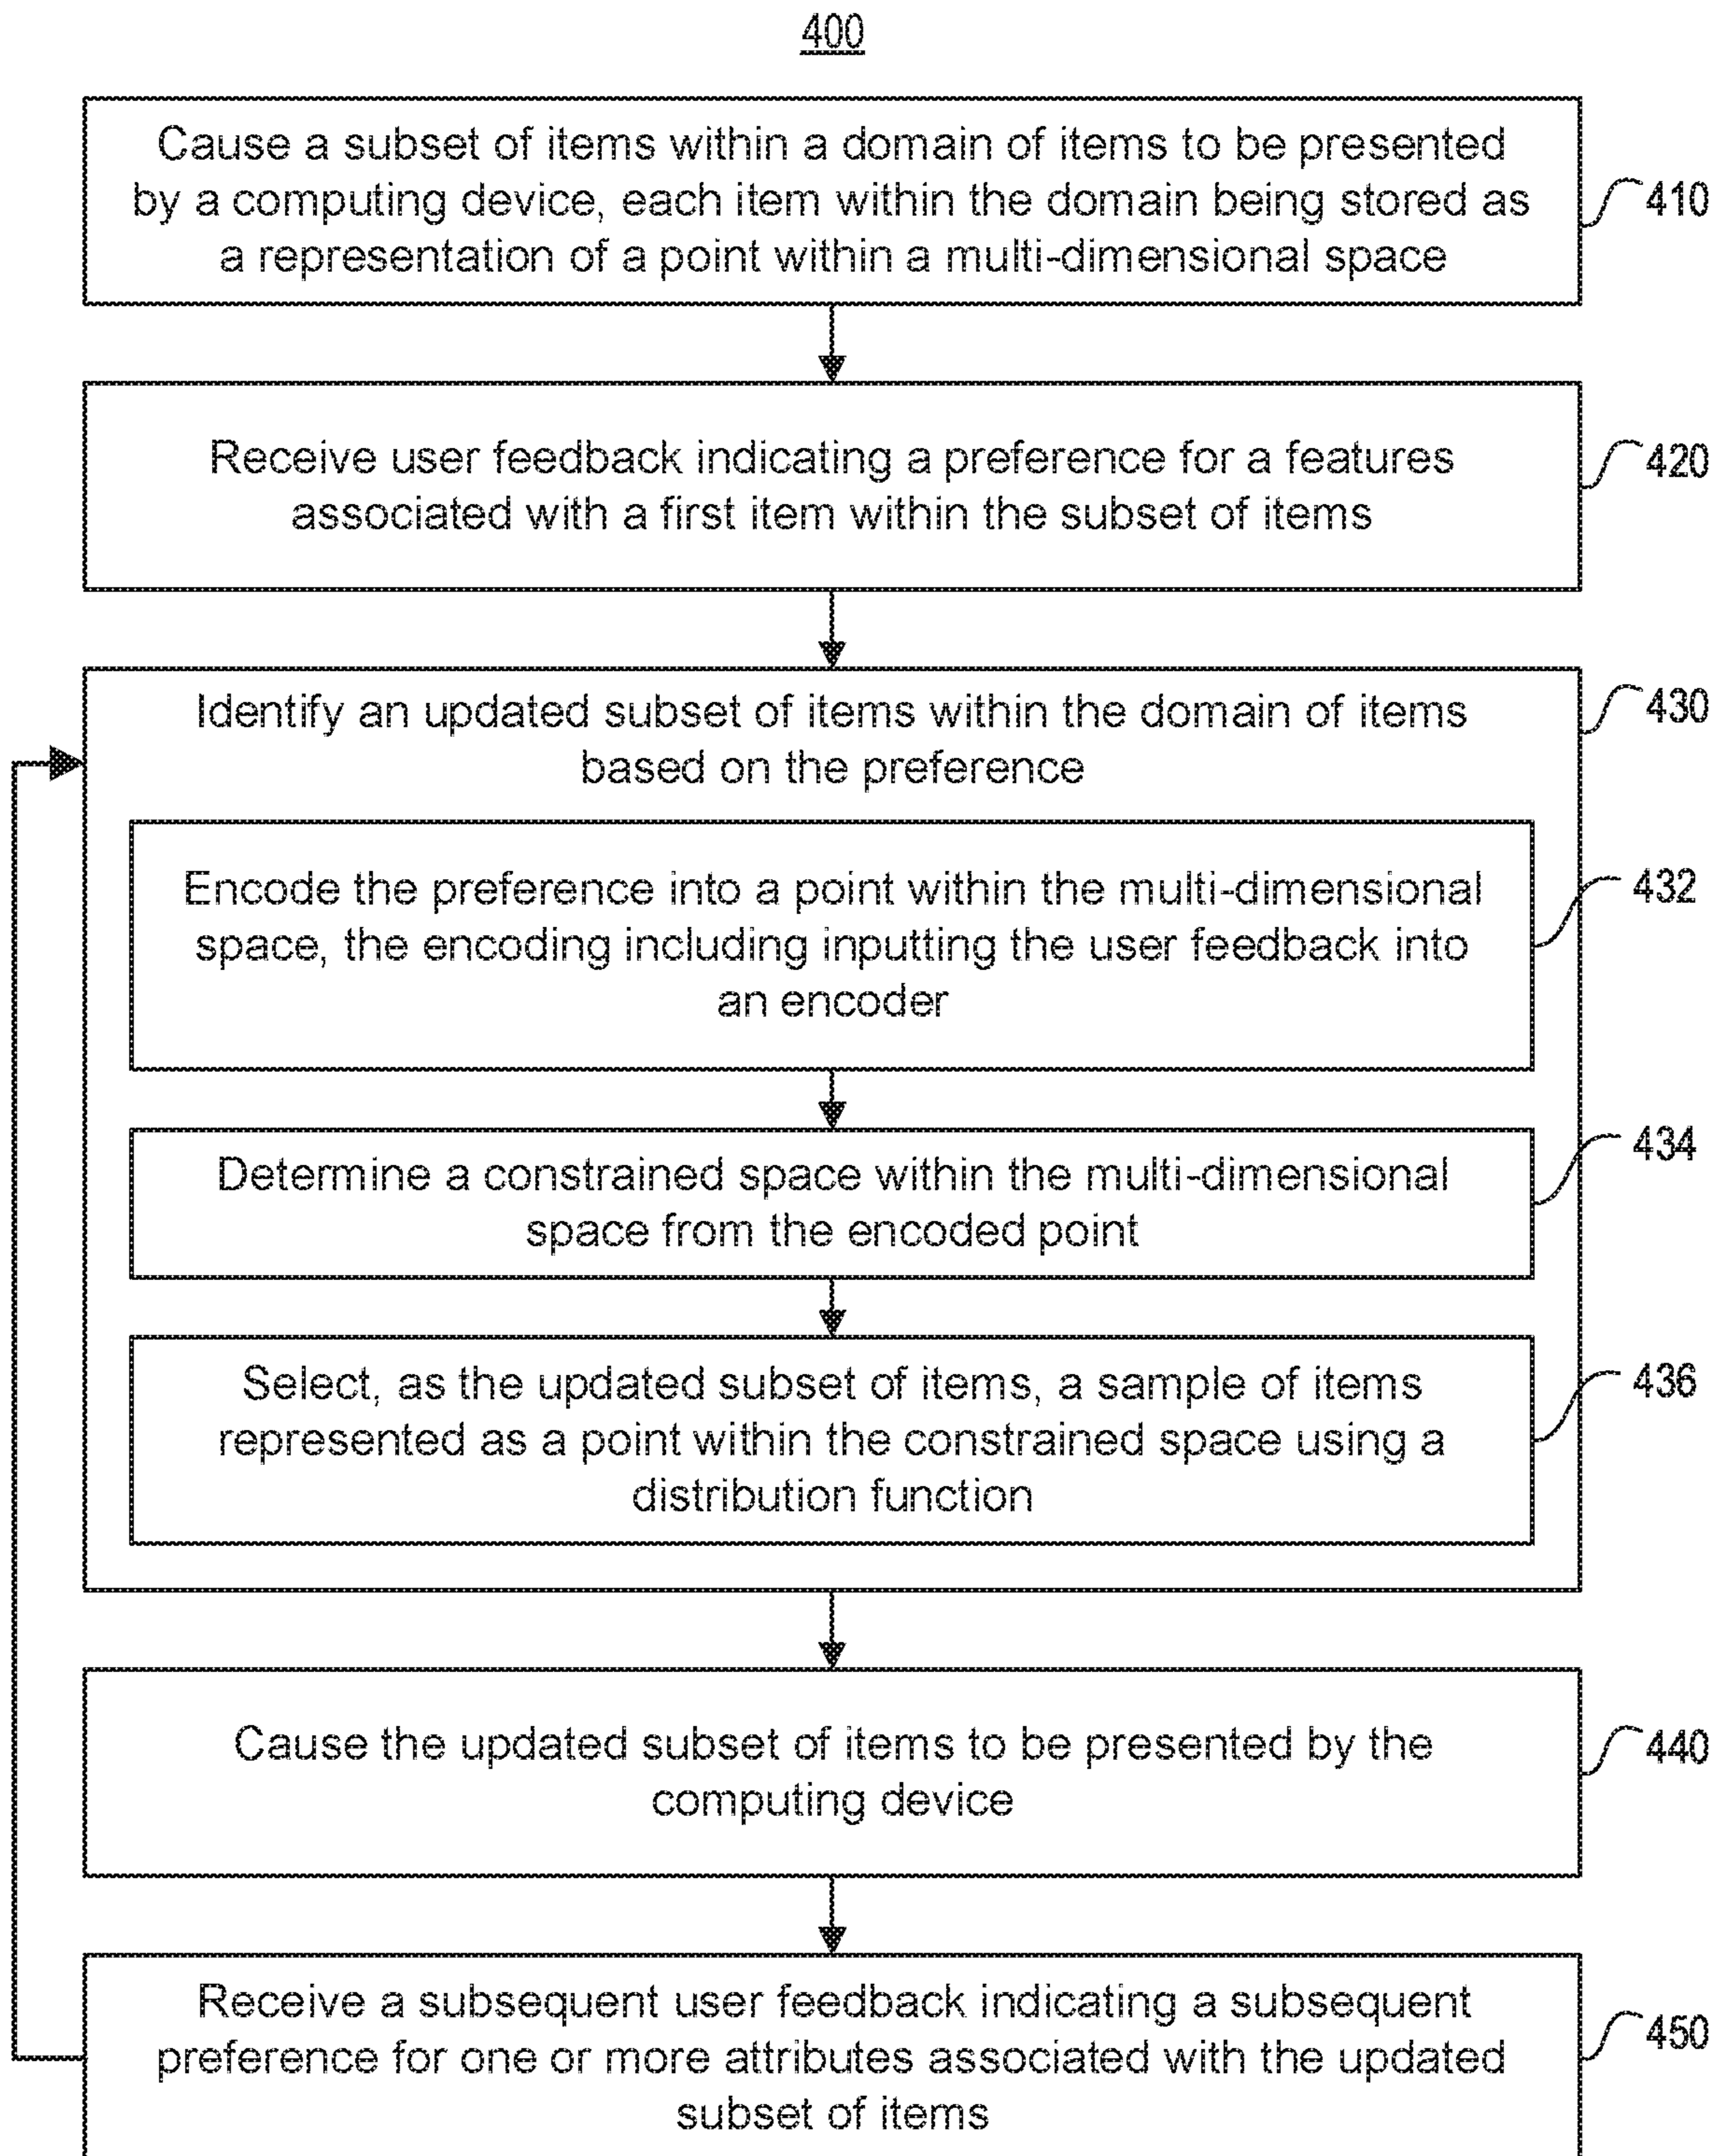 400
Cause a subset of items within a domain of items to be presented
by a computing device, each item within the domain being stored as
a representation of a point within a multi-dimensional space
410
Receive user feedback indicating a preference for a features
associated with a first item within the subset of items
420
Identify an updated subset of items within the domain of items
based on the preference
430
Encode the preference into a point within the multi-dimensional
space, the encoding including inputting the user feedback into
an encoder
432
Determine a constrained space within the multi-dimensional
space from the encoded point
434
Select, as the updated subset of items, a sample of items
represented as a point within the constrained space using a
distribution function
436
Cause the updated subset of items to be presented by the
computing device
440
Receive a subsequent user feedback indicating a subsequent
preference for one or more attributes associated with the updated
subset of items
450